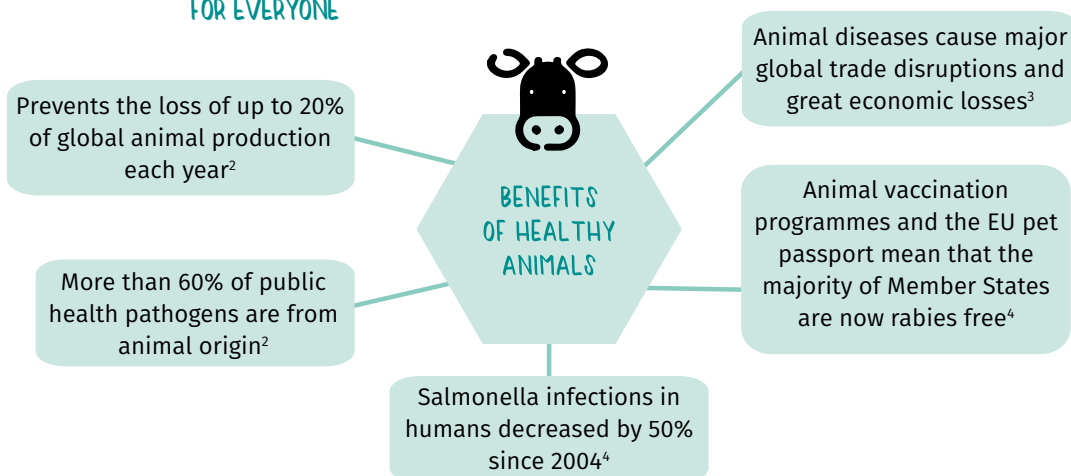 FOR EVERYONE
Prevents the loss of up to 20%
of global animal production
each year²
More than 60% of public
health pathogens are from
animal origin²
BENEFITS
OF HEALTHY
ANIMALS
Salmonella infections in
humans decreased by 50%
since 2004⁴
Animal diseases cause major
global trade disruptions and
great economic losses³
Animal vaccination
programmes and the EU pet
passport mean that the
majority of Member States
are now rabies free⁴